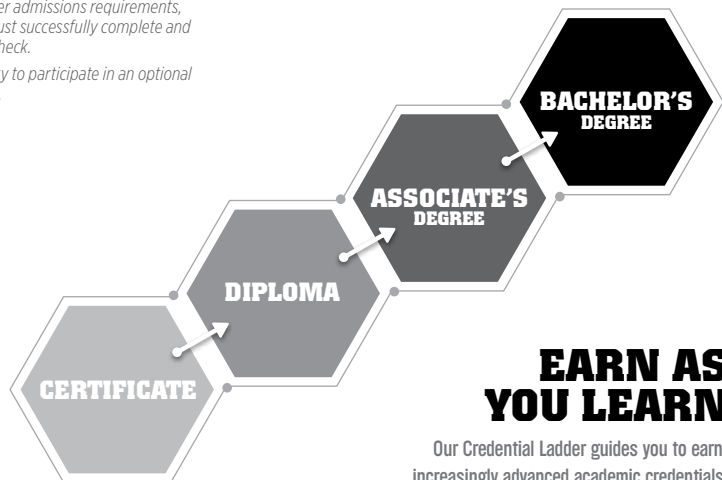 er admissions requirements,
ust successfully complete and
heck.
y to participate in an optional
BACHELOR'S
DEGREE
ASSOCIATE'S
DEGREE
DIPLOMA
CERTIFICATE
EARN AS
YOU LEARN
Our Credential Ladder guides you to earn
increasingly advanced academic credentials